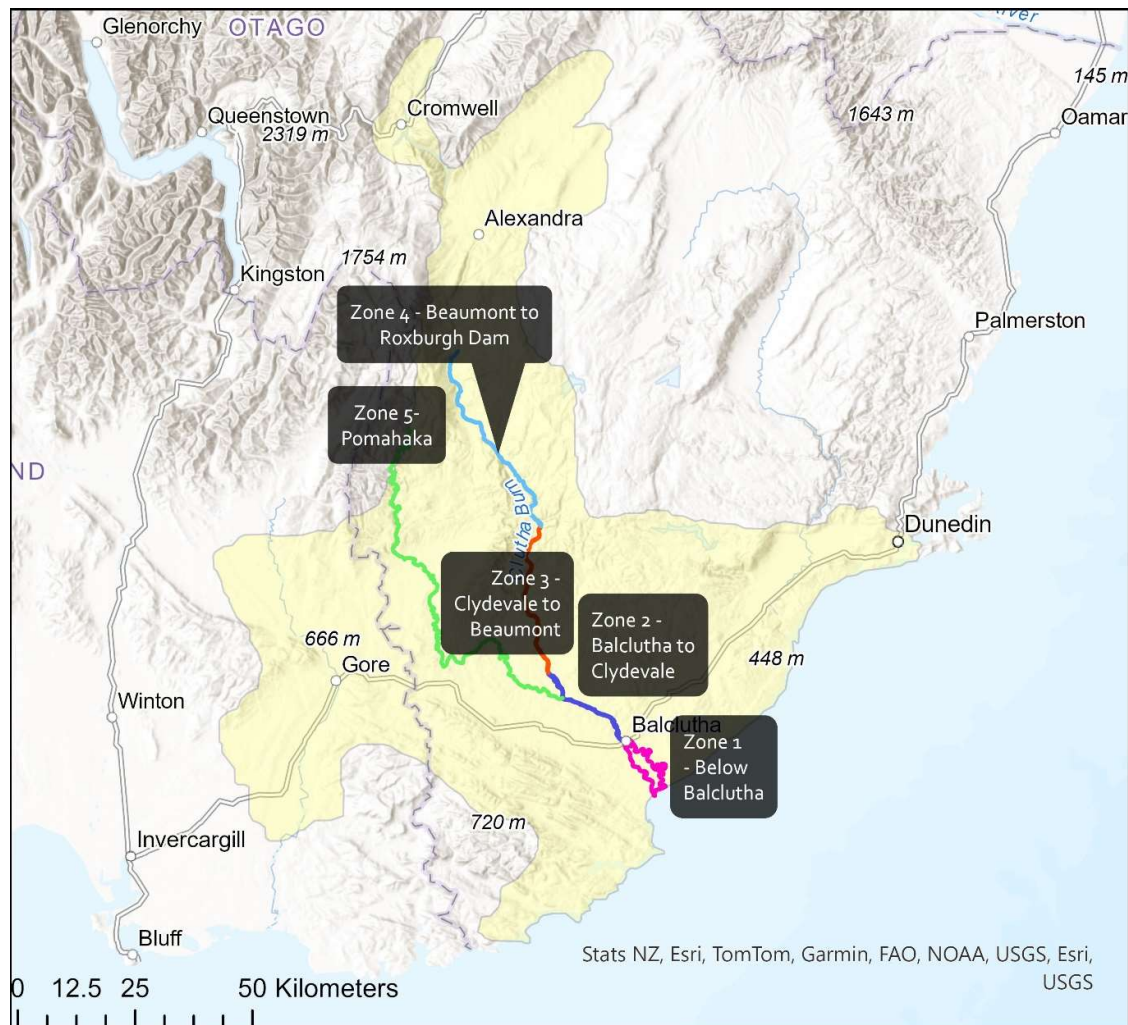 Glenorchy
OTAGO
River
145 m
Queenstown
2319 m
Cromwell
1643 m
Oamar
Alexandra
1754 m
Kingston
Zone 4 - Beaumont to
Roxburgh Dam
Palmerston
Zone 5-
Pomahaka
ND
clutha Burn
Dunedin
Zone 3 -
Clydevale to
Beaumont
Zone 2 -
Balclutha to
Clydevale
666 m
Gore
448 m
Winton
Balclutha
Zone 1
- Below
Balclutha
720 m
Invercargill
Bluff
Stats NZ, Esri, TomTom, Garmin, FAO, NOAA, USGS, Esri,
USGS
0 12.5 25 50 Kilometers